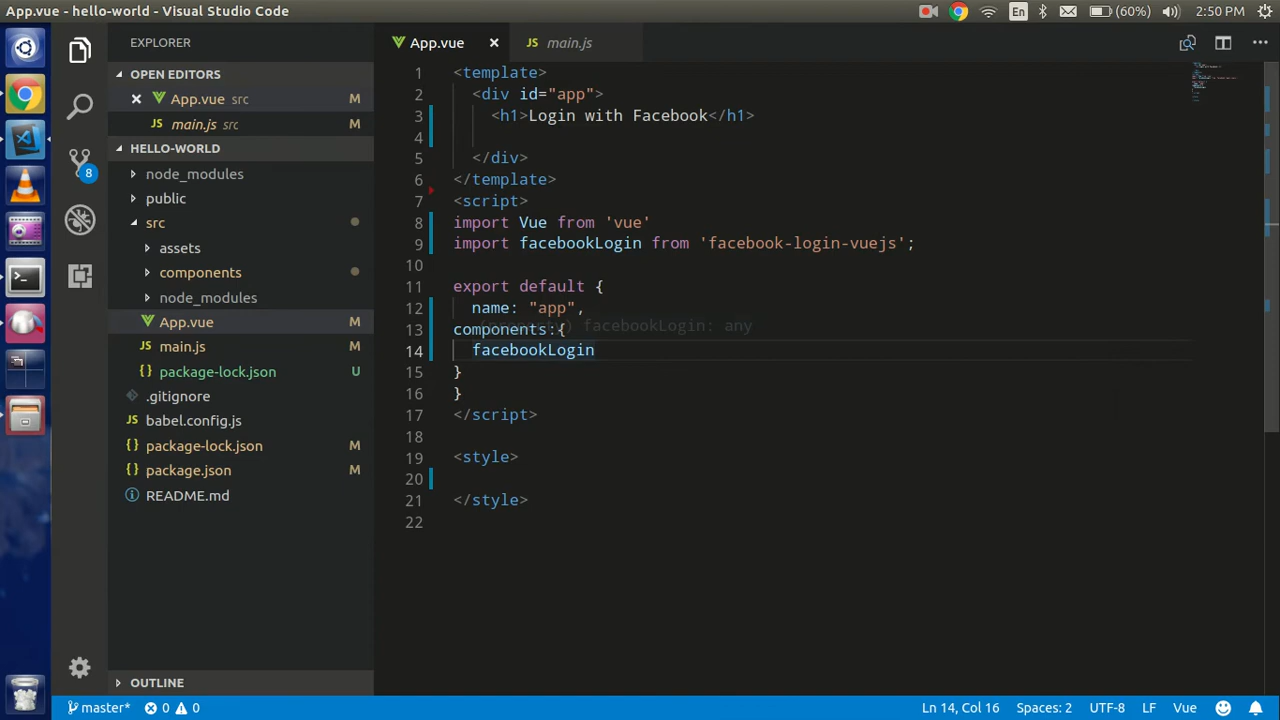 App.vue - hello-world - Visual Studio Code
En
(60%)
2:50 PM
EXPLORER
OPEN EDITORS
App.vue src M
main.js src M
HELLO-WORLD
node_modules
public
src
assets
components
node_modules
App.vue M
JS main.js M
{} package-lock.json U
.gitignore
JS babel.config.js
{} package-lock.json M
{} package.json M
README.md
OUTLINE
8
App.vue
JS main.js
1 <template>
2 <div id="app">
3 <h1>Login with Facebook</h1>
4
5 </div>
6 </template>
7 <script>
8 import Vue from 'vue'
9 import facebookLogin from 'facebook-login-vuejs';
10
11 export default {
12 name: "app",
(property) facebookLogin: any
13 components:{
14 facebookLogin
15 }
16 }
17 </script>
18
19 <style>
20
21 </style>
22
master* 0 0
Ln 14, Col 16
Spaces: 2
UTF-8
LF
Vue